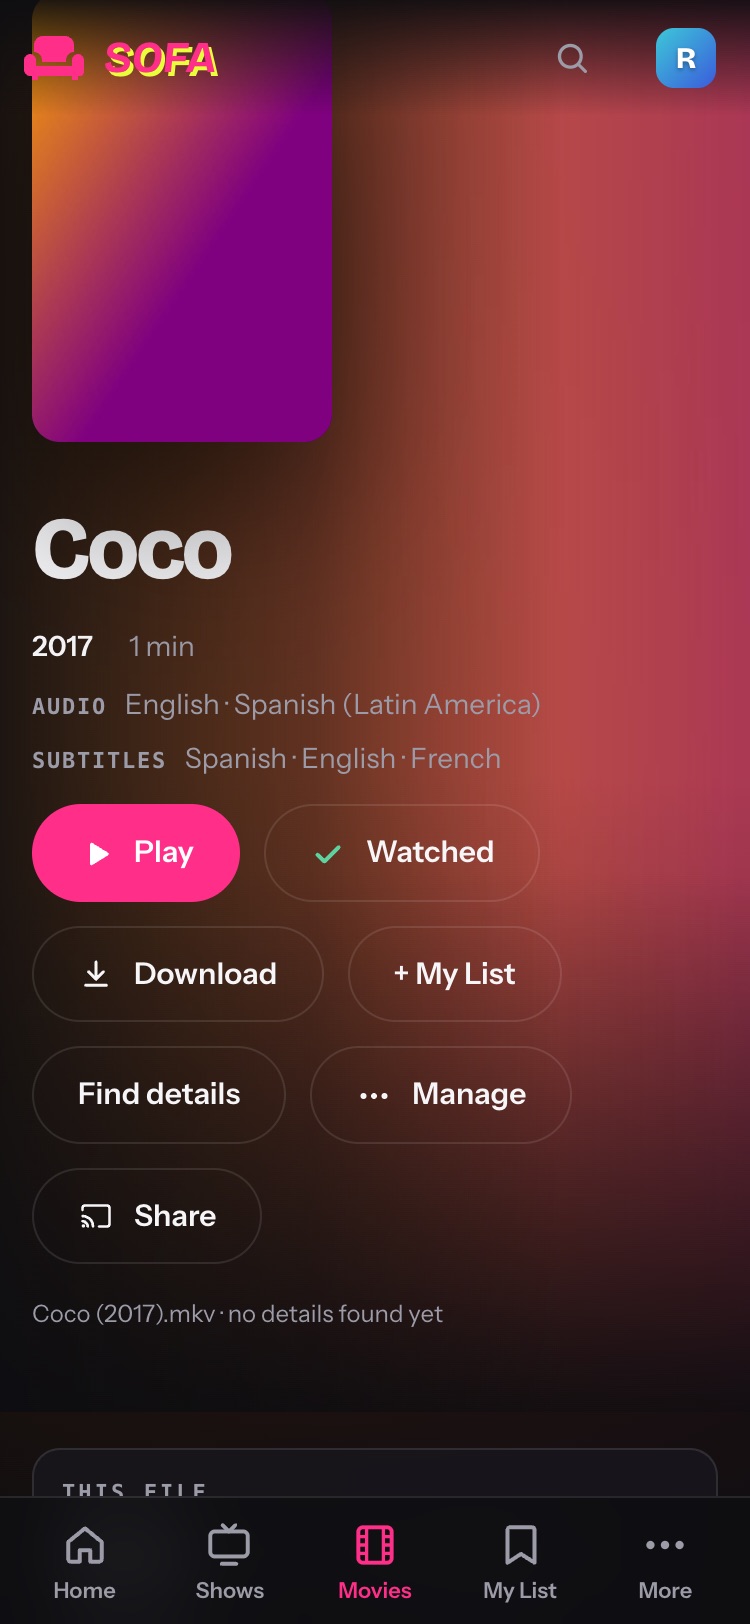 SOFA
R
Coco
2017 1 min
AUDIO English · Spanish (Latin America)
SUBTITLES Spanish · English · French
Play Watched
Download + My List
Find details Manage
Share
Coco (2017).mkv · no details found yet
THIS FILE
Home Shows Movies My List More